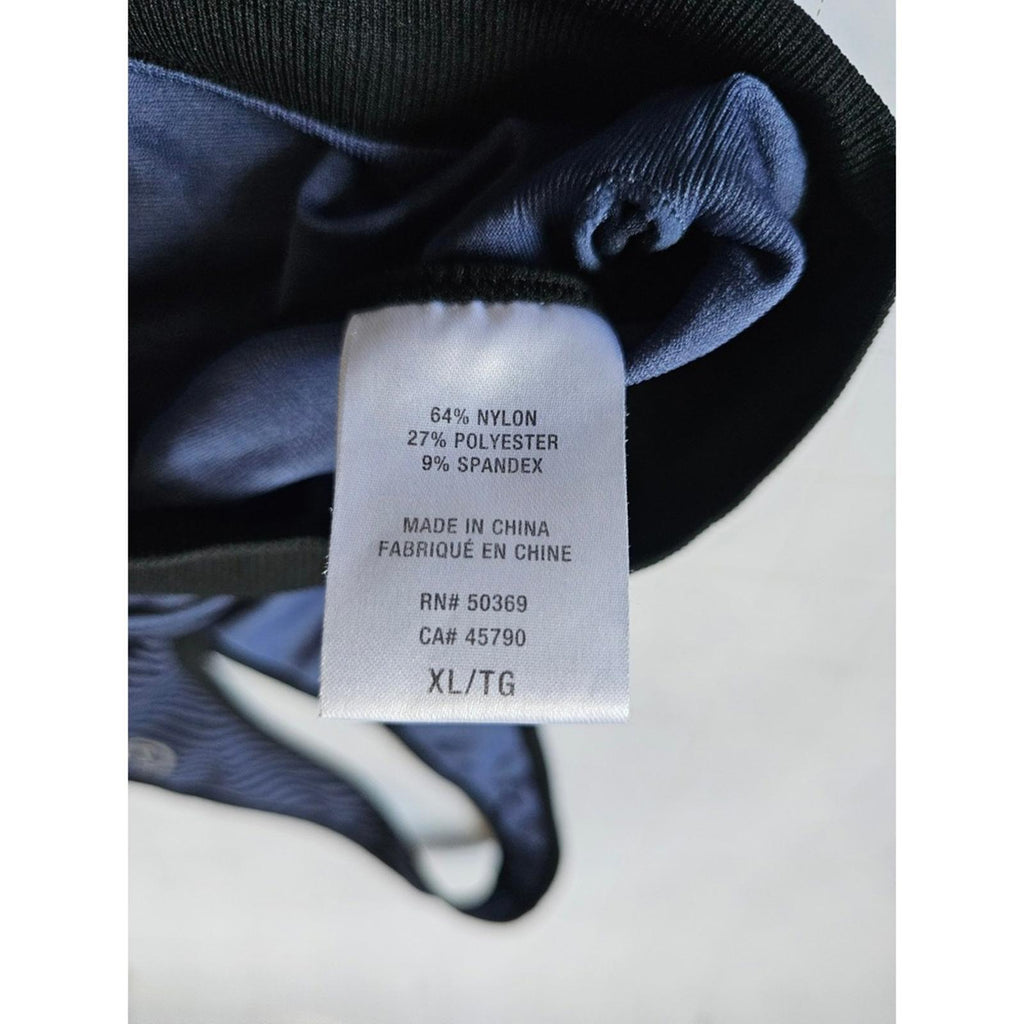 64% NYLON
27% POLYESTER
9% SPANDEX
MADE IN CHINA
FABRIQUÉ EN CHINE
RN# 50369
CA# 45790
XL/TG